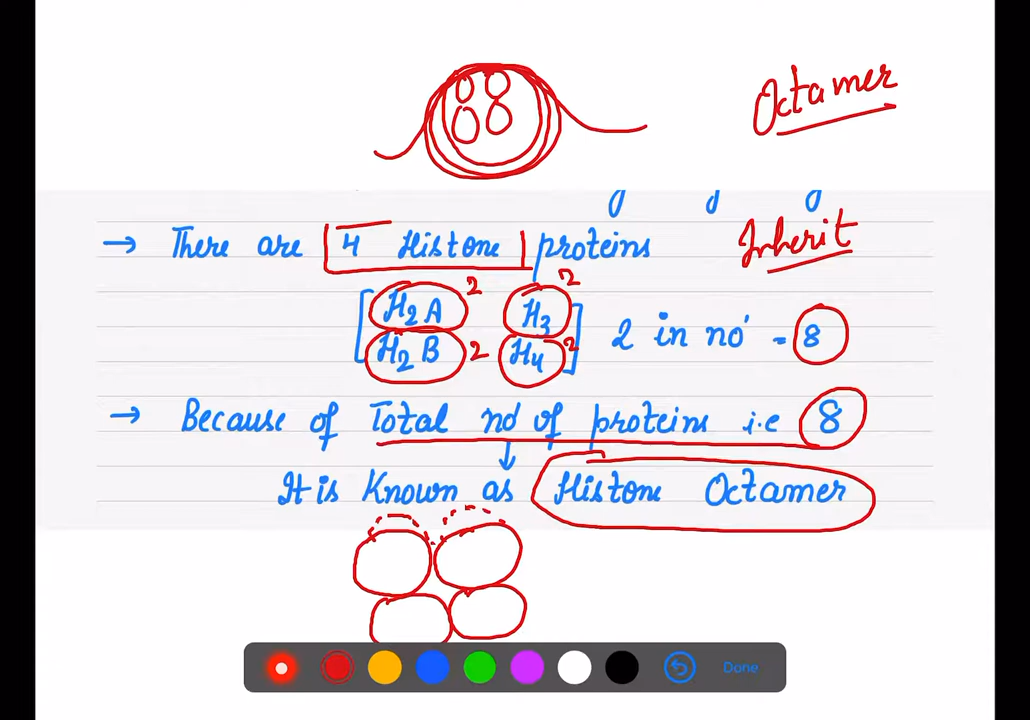 Octamer
→ There are 4 Histone proteins
Inherit
H2A 2 H3 2
H2B 2 H4 2
2 in no = 8
→ Because of Total no of proteins i.e 8
↓
It is Known as Histone Octamer
Done